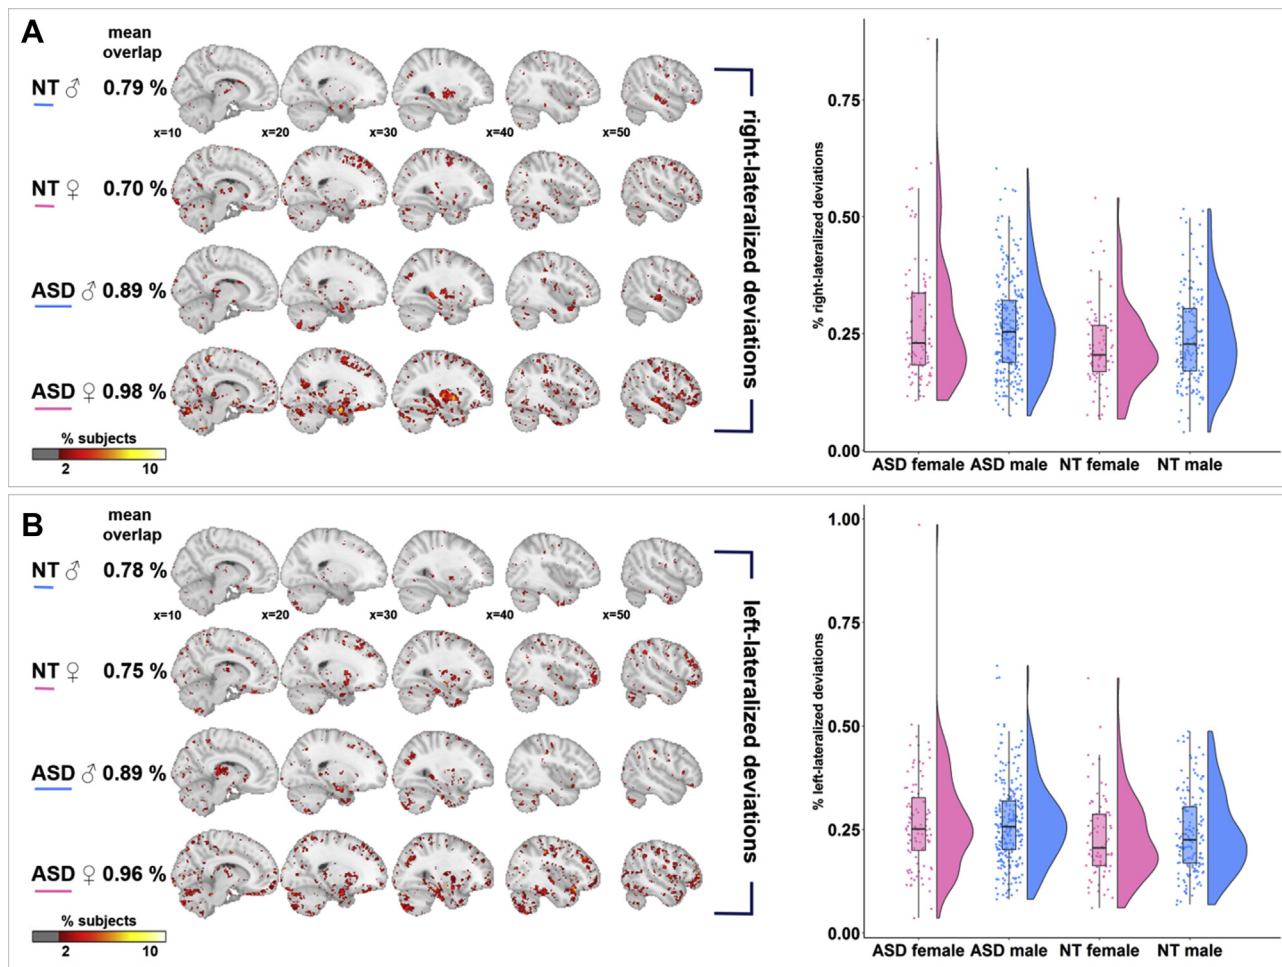 A
mean
overlap
NT ♂ 0.79 %
x=10 x=20 x=30 x=40 x=50
NT ♀ 0.70 %
ASD ♂ 0.89 %
ASD ♀ 0.98 %
% subjects
2 10
right-lateralized deviations
% right-lateralized deviations
0.75
0.50
0.25
0.00
ASD female ASD male NT female NT male
B
mean
overlap
NT ♂ 0.78 %
x=10 x=20 x=30 x=40 x=50
NT ♀ 0.75 %
ASD ♂ 0.89 %
ASD ♀ 0.96 %
% subjects
2 10
left-lateralized deviations
% left-lateralized deviations
1.00
0.75
0.50
0.25
0.00
ASD female ASD male NT female NT male